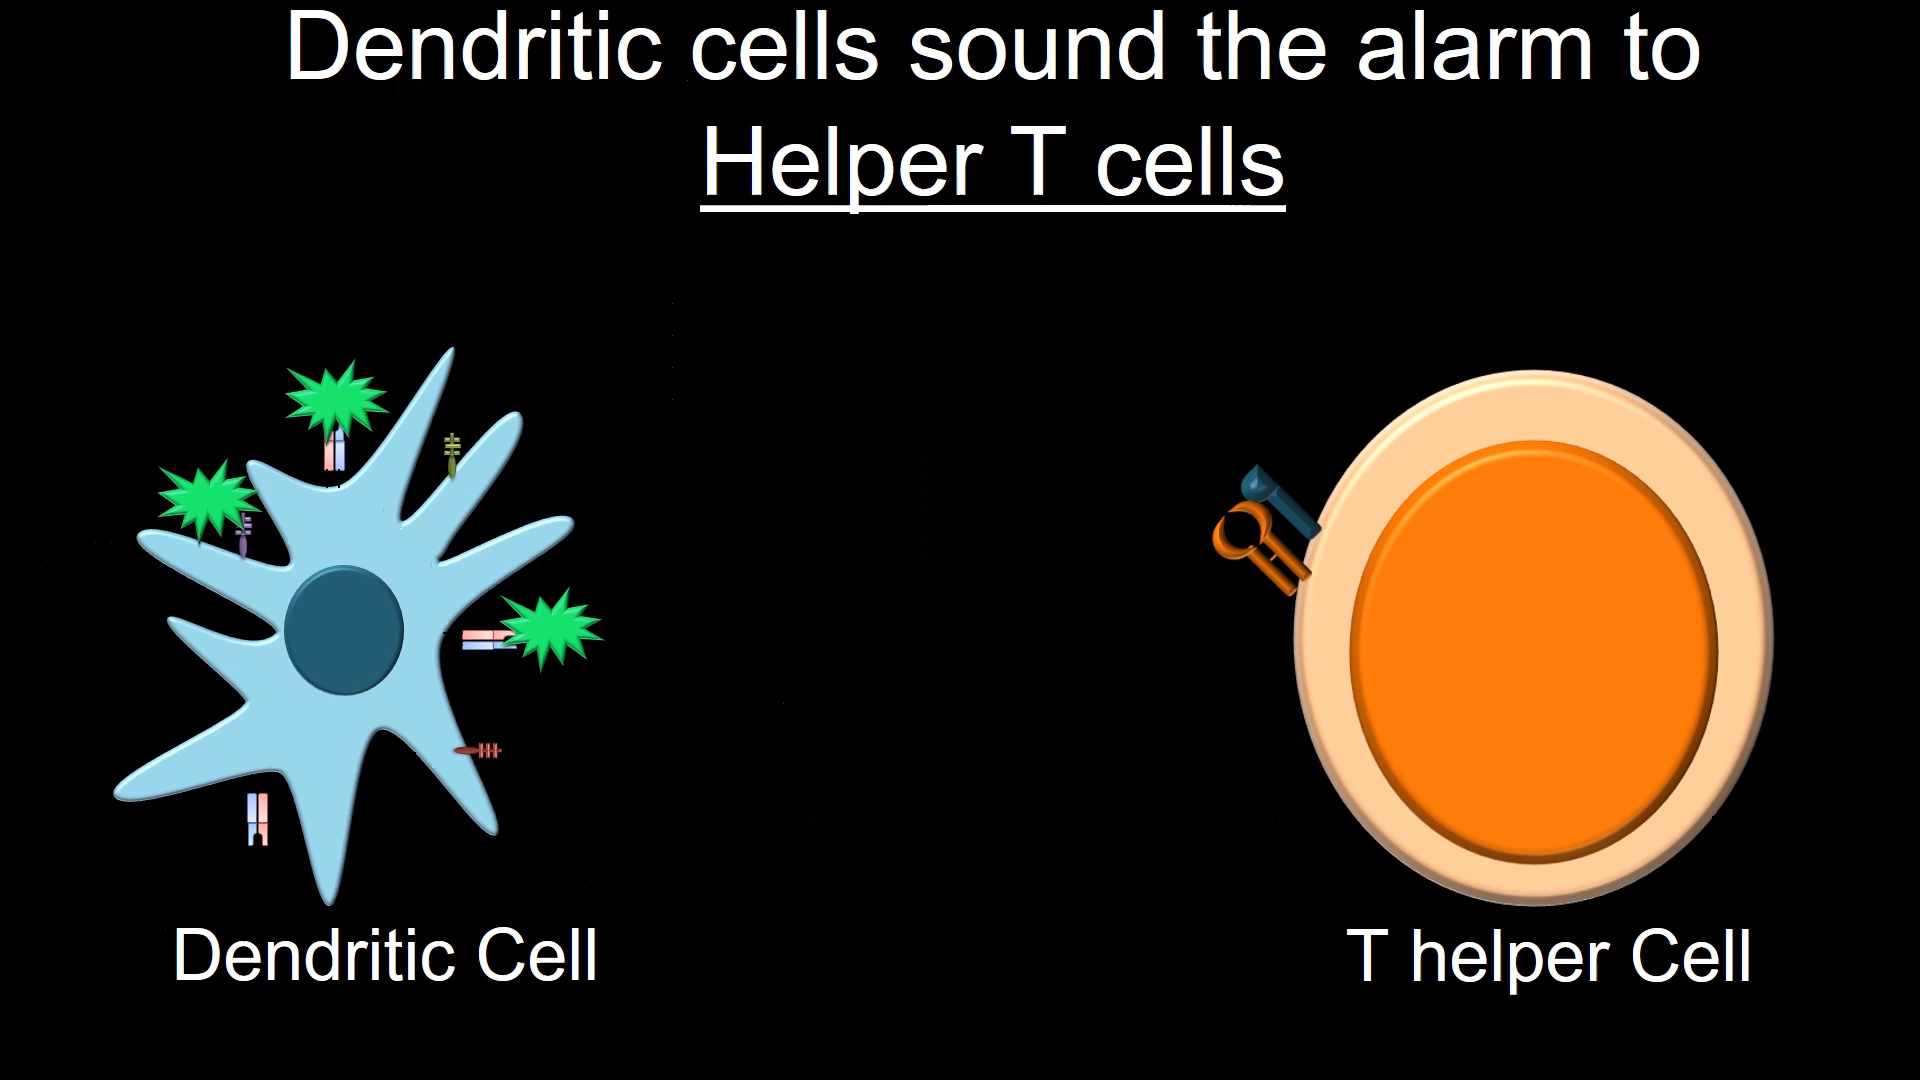 Dendritic cells sound the alarm to
Helper T cells
Dendritic Cell
T helper Cell